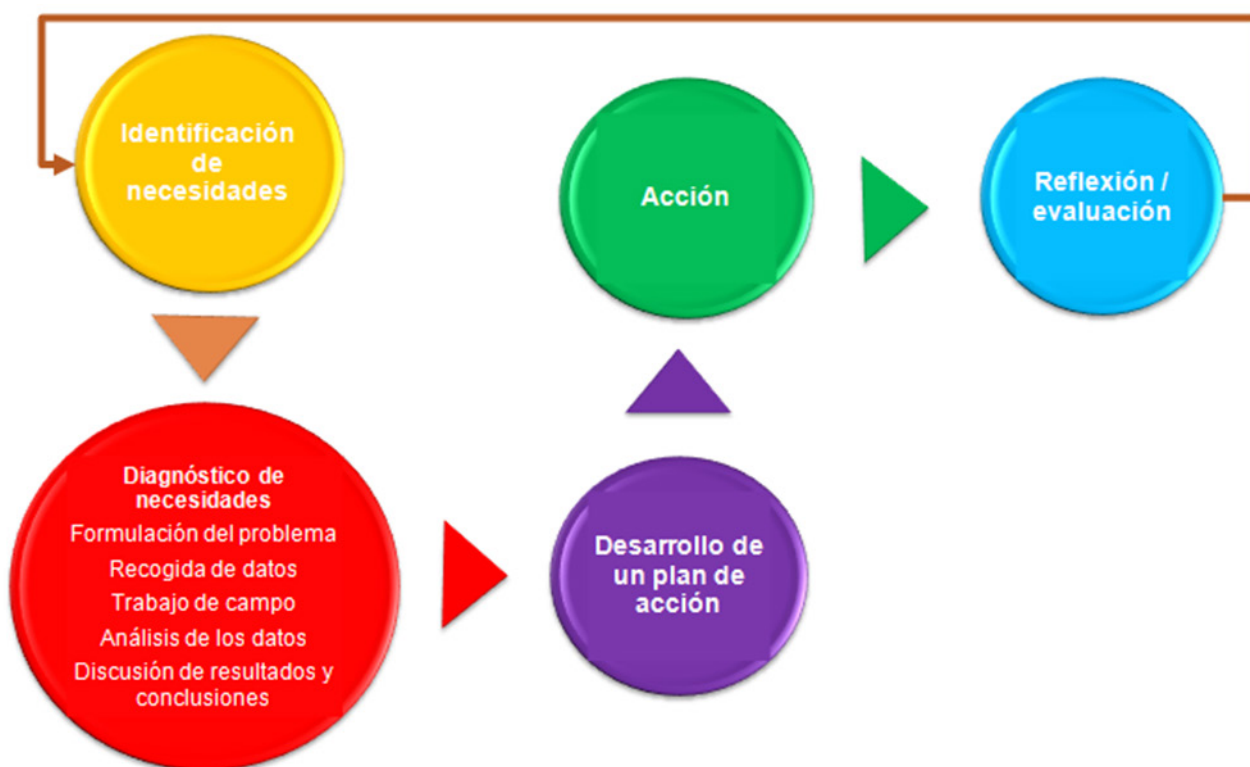 Identificación
de
necesidades
Diagnóstico de
necesidades
Formulación del problema
Recogida de datos
Trabajo de campo
Análisis de los datos
Discusión de resultados y
conclusiones
Desarrollo de
un plan de
acción
Acción
Reflexión /
evaluación